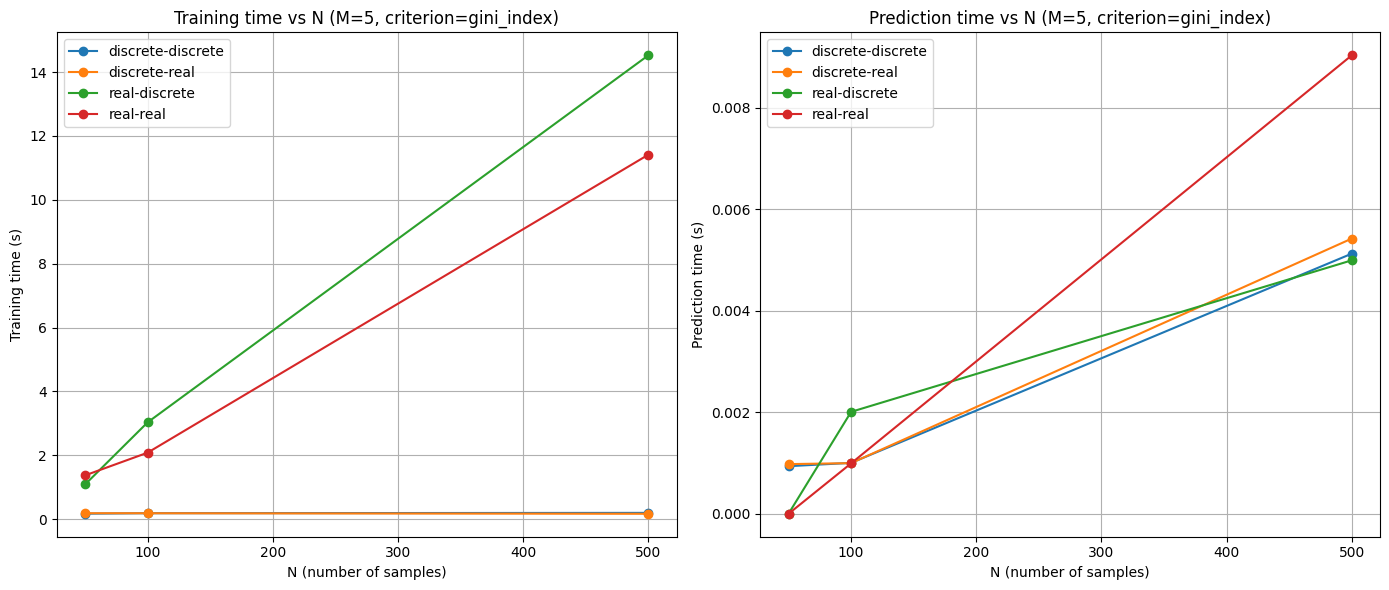 Training time vs N (M=5, criterion=gini_index)
discrete-discrete
discrete-real
real-discrete
real-real
14
12
10
8
6
4
2
0
Training time (s)
100
200
300
400
500
N (number of samples)
Prediction time vs N (M=5, criterion=gini_index)
discrete-discrete
discrete-real
real-discrete
real-real
0.008
0.006
0.004
0.002
0.000
Prediction time (s)
100
200
300
400
500
N (number of samples)